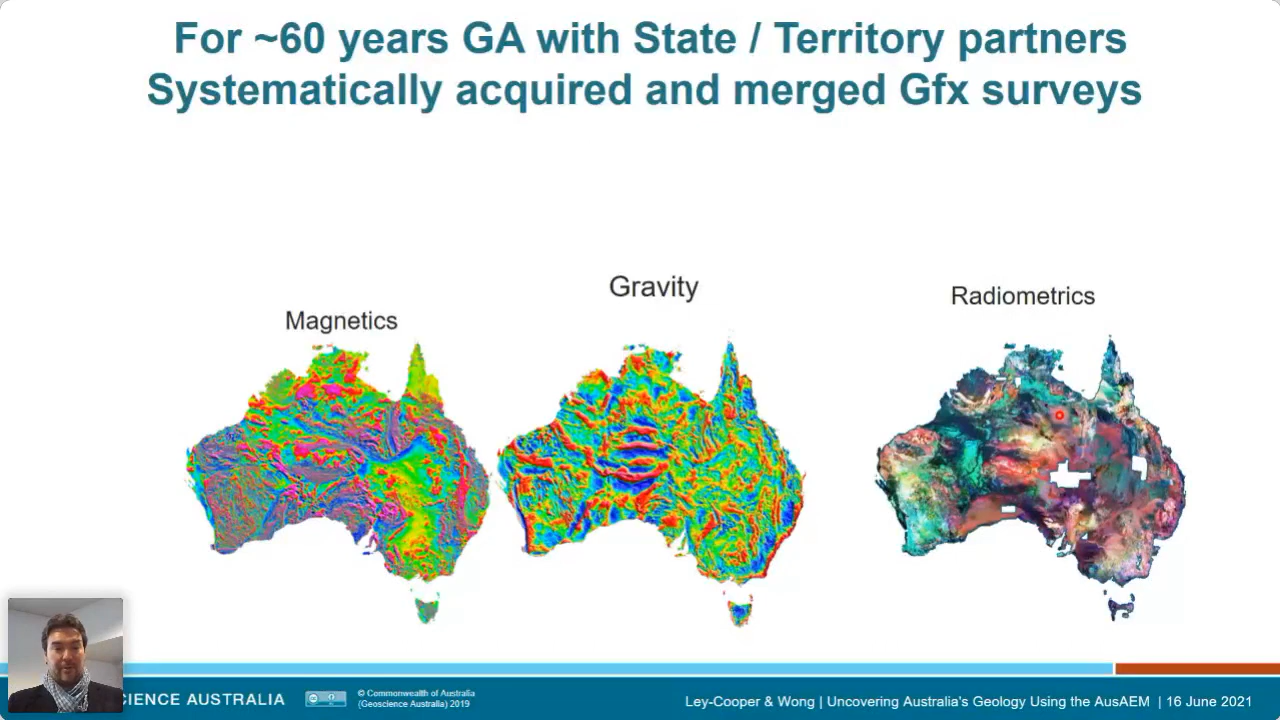 For ~60 years GA with State / Territory partners
Systematically acquired and merged Gfx surveys
Gravity
Radiometrics
Magnetics
CIENCE AUSTRALIA
© Commonwealth of Australia
(Geoscience Australia) 2019
Ley-Cooper & Wong | Uncovering Australia's Geology Using the AusAEM | 16 June 2021